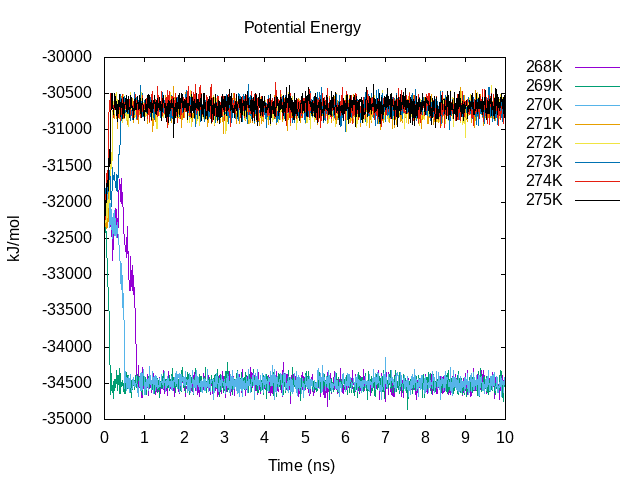 Potential Energy
-30000
-30500
-31000
-31500
-32000
-32500
-33000
-33500
-34000
-34500
-35000
kJ/mol
0 1 2 3 4 5 6 7 8 9 10
Time (ns)
268K
269K
270K
271K
272K
273K
274K
275K